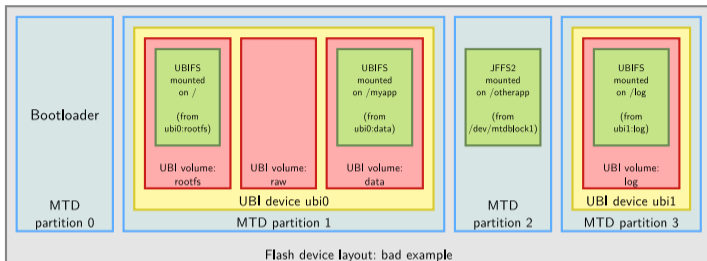 Bootloader
MTD
partition 0
UBIFS
mounted
on /
(from
ubi0:rootfs)
UBI volume:
rootfs
UBI volume:
raw
UBIFS
mounted
on /myapp
(from
ubi0:data)
UBI volume:
data
UBI device ubi0
MTD partition 1
JFFS2
mounted
on /otherapp
(from
/dev/mtdblock1)
MTD
partition 2
UBIFS
mounted
on /log
(from
ubi1:log)
UBI volume:
log
UBI device ubi1
MTD partition 3
Flash device layout: bad example